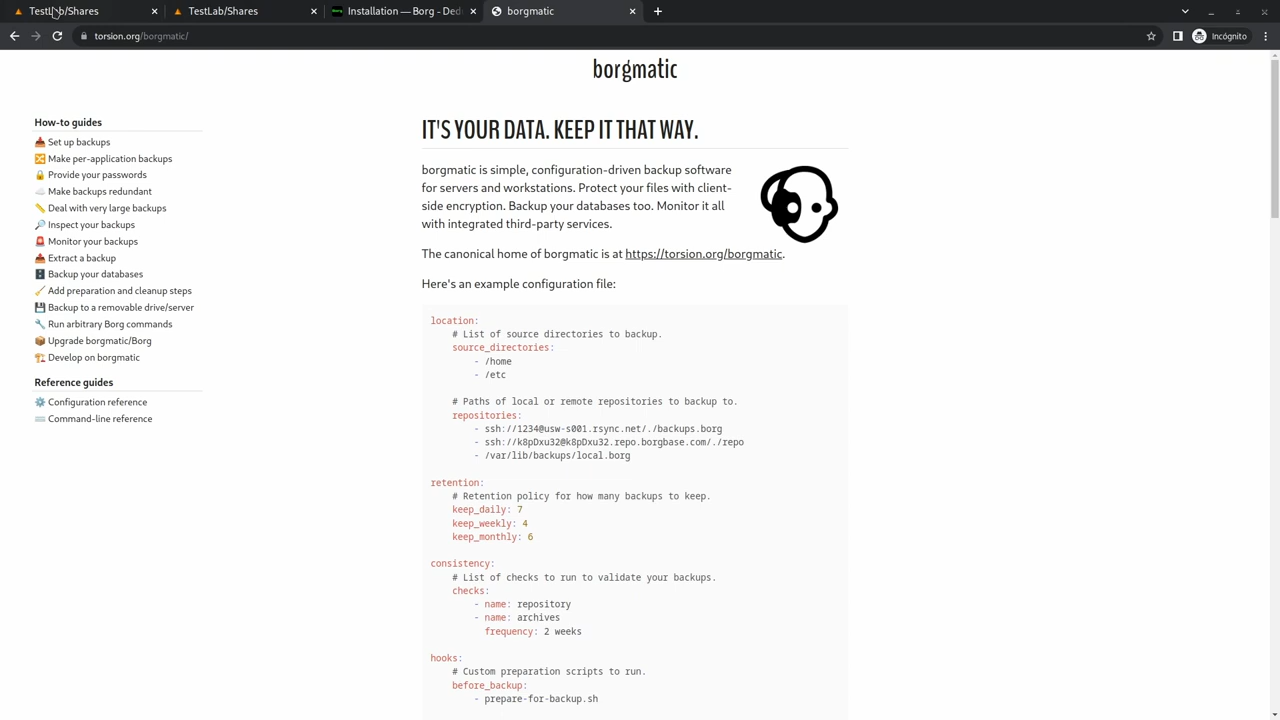 TestLab/Shares
TestLab/Shares
Installation — Borg - Ded
borgmatic
torsion.org/borgmatic/
Incógnito
borgmatic
How-to guides
Set up backups
Make per-application backups
Provide your passwords
Make backups redundant
Deal with very large backups
Inspect your backups
Monitor your backups
Extract a backup
Backup your databases
Add preparation and cleanup steps
Backup to a removable drive/server
Run arbitrary Borg commands
Upgrade borgmatic/Borg
Develop on borgmatic
Reference guides
Configuration reference
Command-line reference
IT'S YOUR DATA. KEEP IT THAT WAY.
borgmatic is simple, configuration-driven backup software
for servers and workstations. Protect your files with client-
side encryption. Backup your databases too. Monitor it all
with integrated third-party services.
The canonical home of borgmatic is at https://torsion.org/borgmatic.
Here's an example configuration file:
location:
# List of source directories to backup.
source_directories:
- /home
- /etc
# Paths of local or remote repositories to backup to.
repositories:
- ssh://1234@usw-s001.rsync.net/./backups.borg
- ssh://k8pDxu32@k8pDxu32.repo.borgbase.com/./repo
- /var/lib/backups/local.borg
retention:
# Retention policy for how many backups to keep.
keep_daily: 7
keep_weekly: 4
keep_monthly: 6
consistency:
# List of checks to run to validate your backups.
checks:
- name: repository
- name: archives
frequency: 2 weeks
hooks:
# Custom preparation scripts to run.
before_backup:
- prepare-for-backup.sh